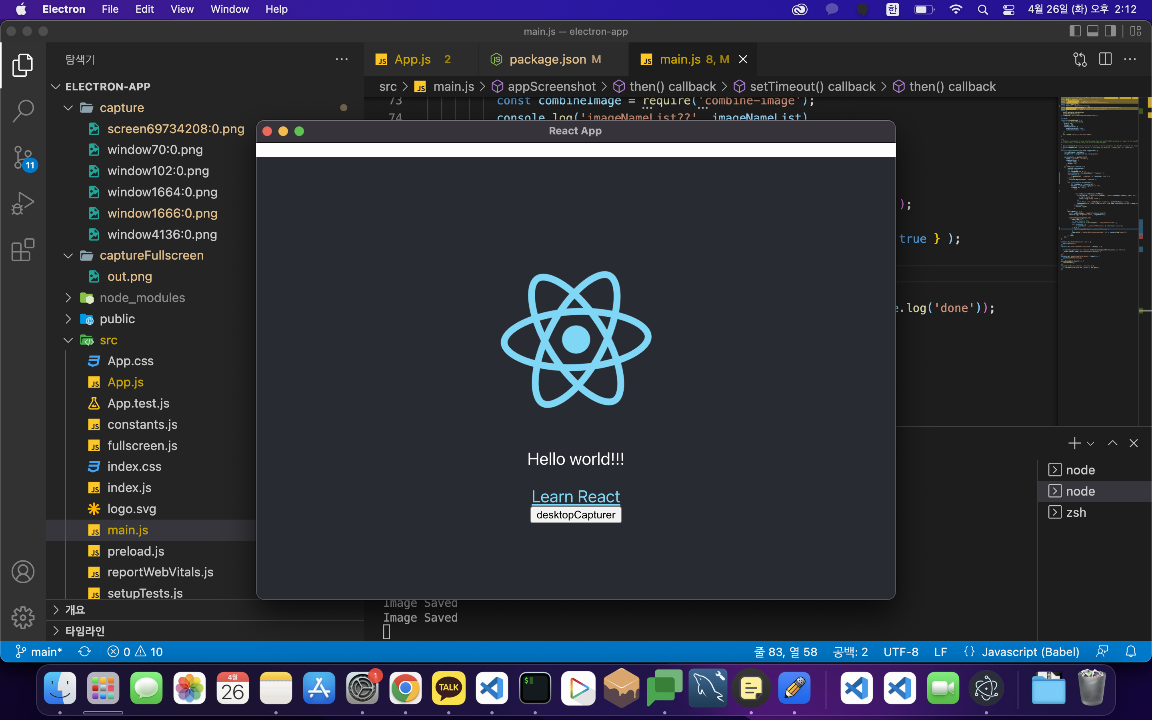 Electron File Edit View Window Help 한 4월 26일 (화) 오후 2:12
main.js — electron-app
탐색기
App.js 2
package.json M
main.js 8, M
ELECTRON-APP
src > main.js > appScreenshot > then() callback > setTimeout() callback > then() callback
capture
screen69734208:0.png
window70:0.png
window102:0.png
window1664:0.png
window1666:0.png
window4136:0.png
captureFullscreen
out.png
node_modules
public
src
App.css
App.js
App.test.js
constants.js
fullscreen.js
index.css
index.js
logo.svg
main.js
preload.js
reportWebVitals.js
setupTests.js
개요
타임라인
11
73 const combineImage = require('combine-image');
74 console.log('imageNameList??', imageNameList)
);
true } );
.log('done'));
React App
Hello world!!!
Learn React
desktopCapturer
node
node
zsh
Image Saved
Image Saved
main* 0 10 줄 83, 열 58 공백: 2 UTF-8 LF {} Javascript (Babel)
4월
26
1
TALK